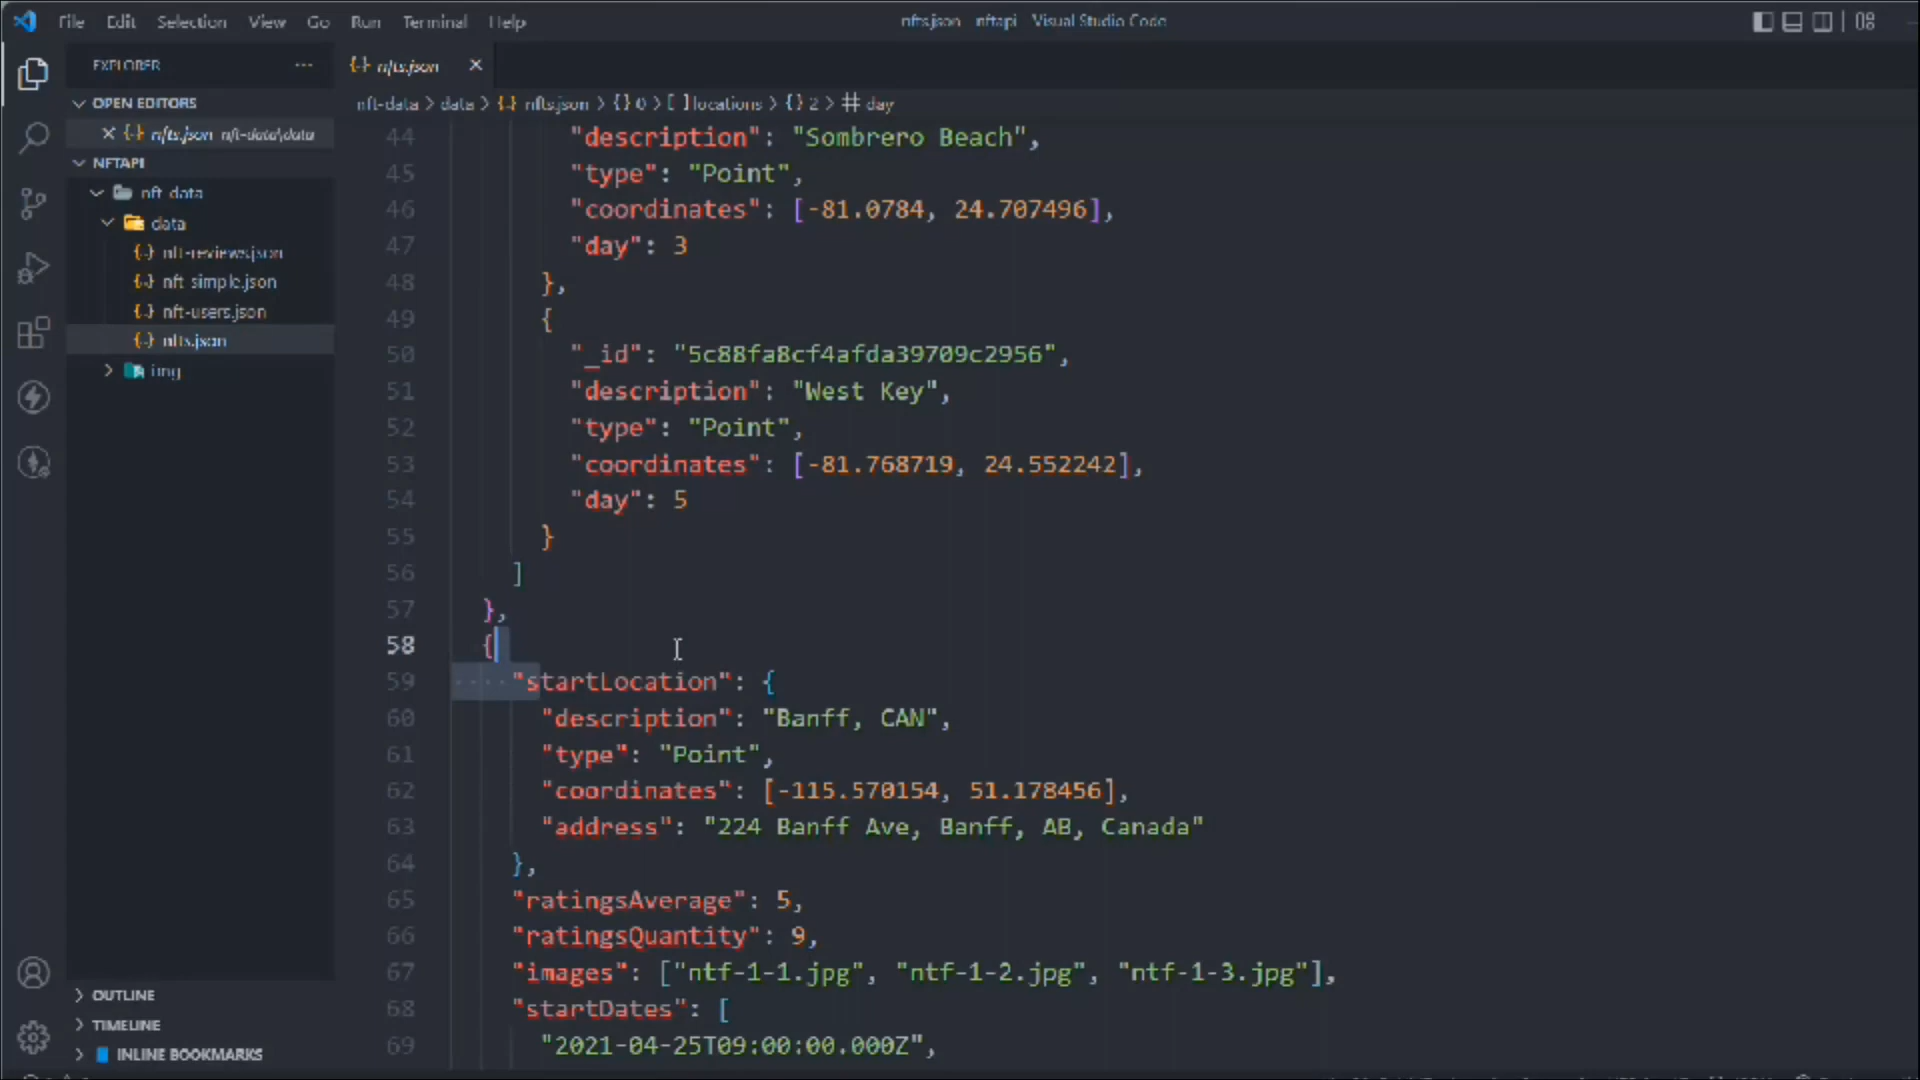 File Edit Selection View Go Run Terminal Help
nfts.json nftapi Visual Studio Code
EXPLORER
OPEN EDITORS
nfts.json nft-data\data
NFTAPI
nft-data
data
nft-reviews.json
nft-simple.json
nft-users.json
nfts.json
img
OUTLINE
TIMELINE
INLINE BOOKMARKS
{··} nfts.json
nft-data > data > {··} nfts.json > {} 0 > [ ] locations > {} 2 > # day
44 "description": "Sombrero Beach",
45 "type": "Point",
46 "coordinates": [-81.0784, 24.707496],
47 "day": 3
48 },
49 {
50 "_id": "5c88fa8cf4afda39709c2956",
51 "description": "West Key",
52 "type": "Point",
53 "coordinates": [-81.768719, 24.552242],
54 "day": 5
55 }
56 ]
57 },
58 {
59 "startLocation": {
60 "description": "Banff, CAN",
61 "type": "Point",
62 "coordinates": [-115.570154, 51.178456],
63 "address": "224 Banff Ave, Banff, AB, Canada"
64 },
65 "ratingsAverage": 5,
66 "ratingsQuantity": 9,
67 "images": ["ntf-1-1.jpg", "ntf-1-2.jpg", "ntf-1-3.jpg"],
68 "startDates": [
69 "2021-04-25T09:00:00.000Z",